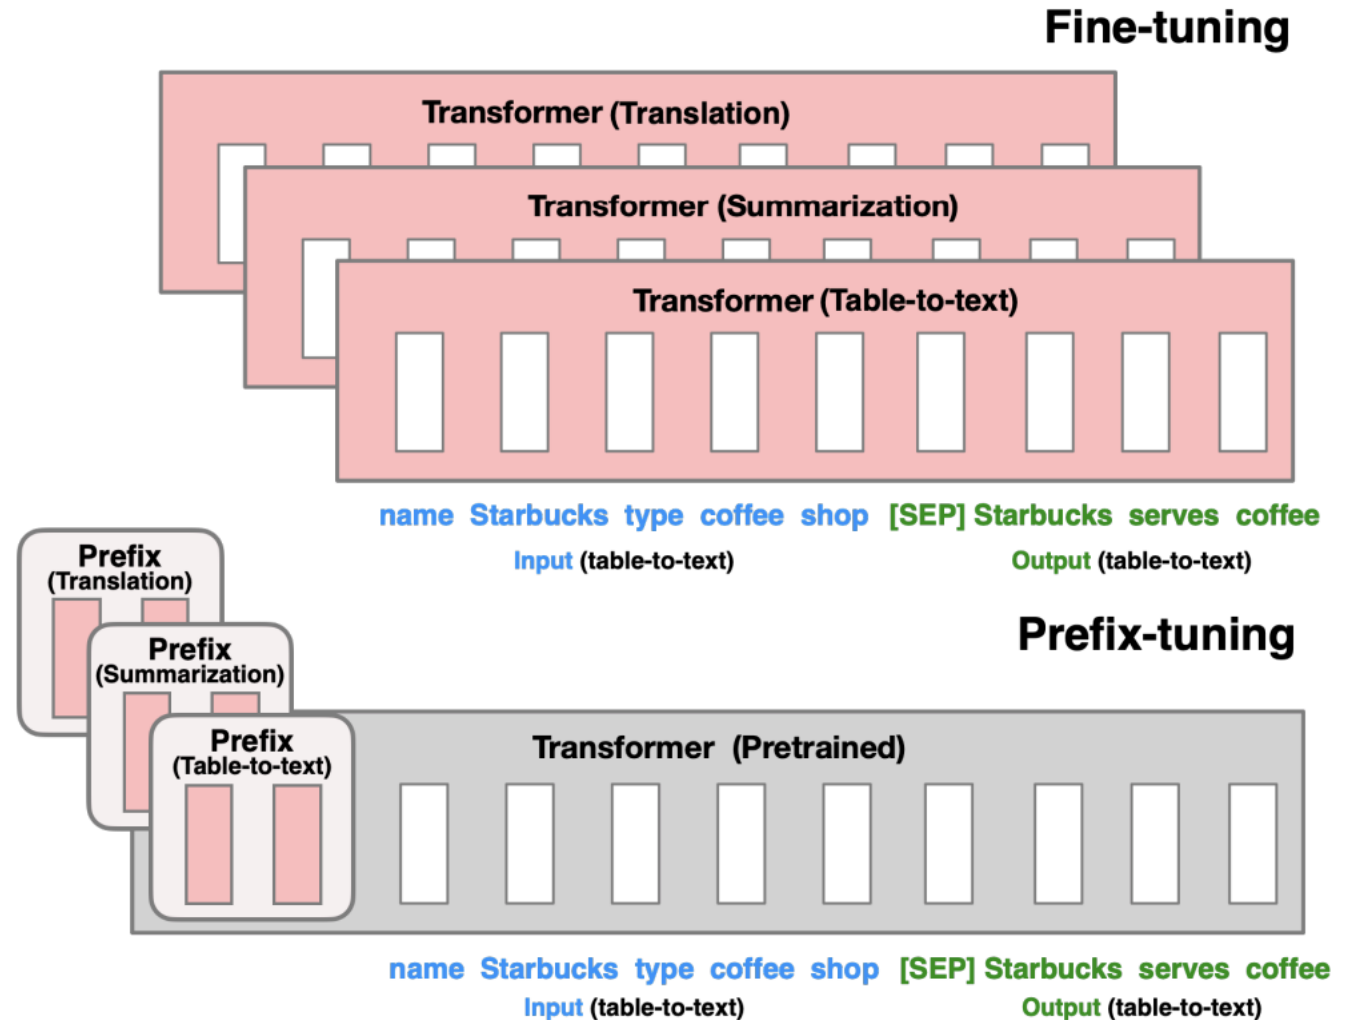 Fine-tuning
Transformer (Translation)
Transformer (Summarization)
Transformer (Table-to-text)
name Starbucks type coffee shop [SEP] Starbucks serves coffee
Input (table-to-text) Output (table-to-text)
Prefix-tuning
Prefix
(Translation)
Prefix
(Summarization)
Prefix
(Table-to-text)
Transformer (Pretrained)
name Starbucks type coffee shop [SEP] Starbucks serves coffee
Input (table-to-text) Output (table-to-text)